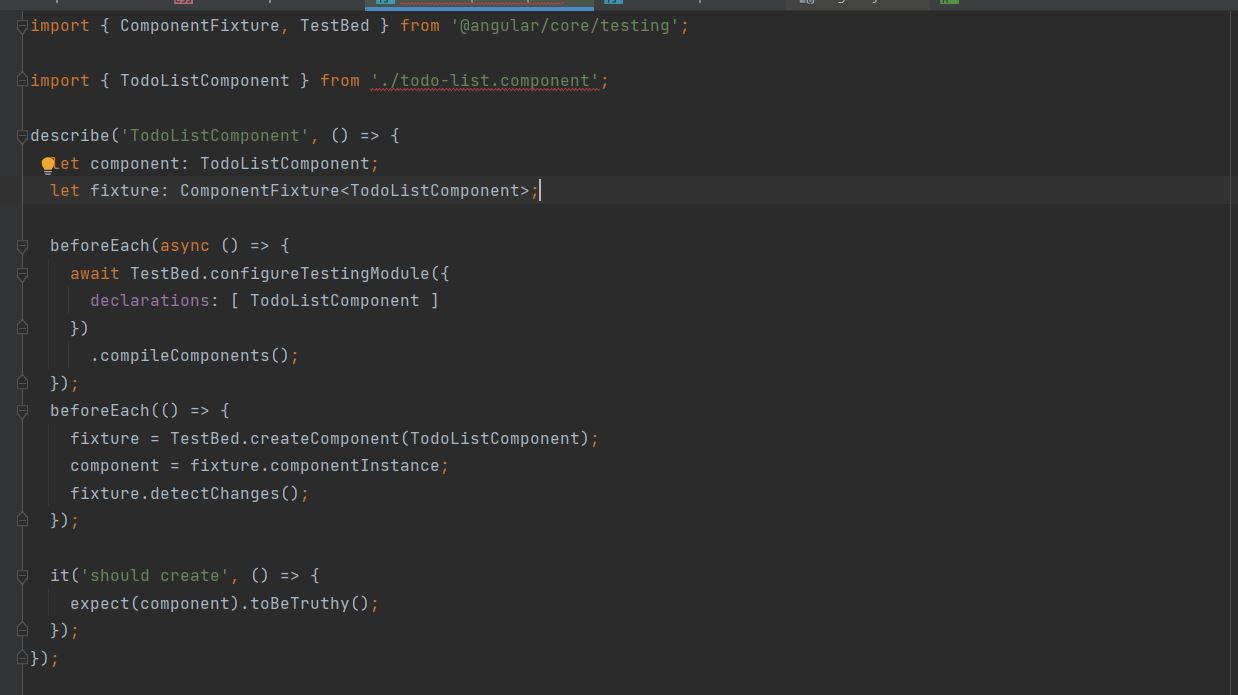 import { ComponentFixture, TestBed } from '@angular/core/testing';
import { TodoListComponent } from './todo-list.component';
describe('TodoListComponent', () => {
let component: TodoListComponent;
let fixture: ComponentFixture<TodoListComponent>;
beforeEach(async () => {
await TestBed.configureTestingModule({
declarations: [ TodoListComponent ]
})
.compileComponents();
});
beforeEach(() => {
fixture = TestBed.createComponent(TodoListComponent);
component = fixture.componentInstance;
fixture.detectChanges();
});
it('should create', () => {
expect(component).toBeTruthy();
});
});